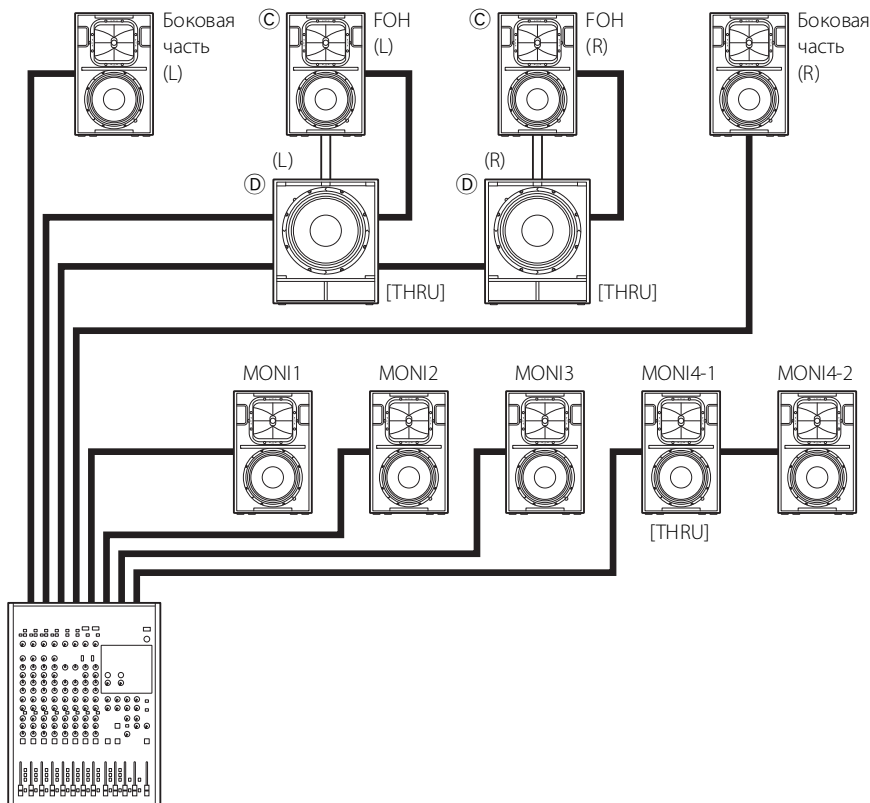 Боковая
часть
(L)
Ⓒ FOH
(L)
Ⓒ FOH
(R)
Боковая
часть
(R)
(L)
Ⓓ
(R)
Ⓓ
[THRU]
[THRU]
MONI1
MONI2
MONI3
MONI4-1
MONI4-2
[THRU]